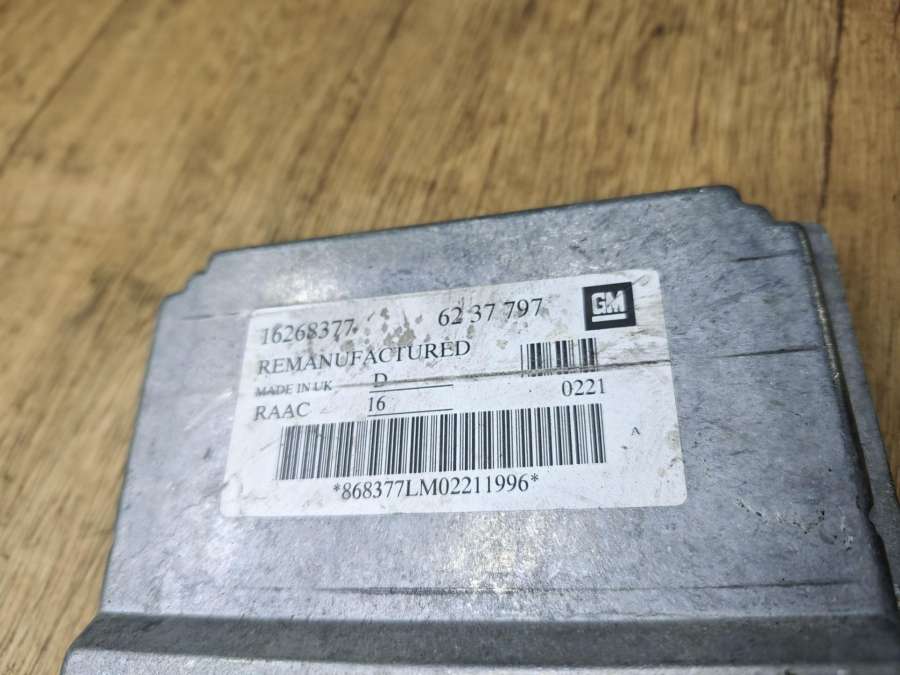 16268377 62 37 797 GM
REMANUFACTURED
MADE IN UK D
RAAC 16 0221
A
*868377LM02211996*